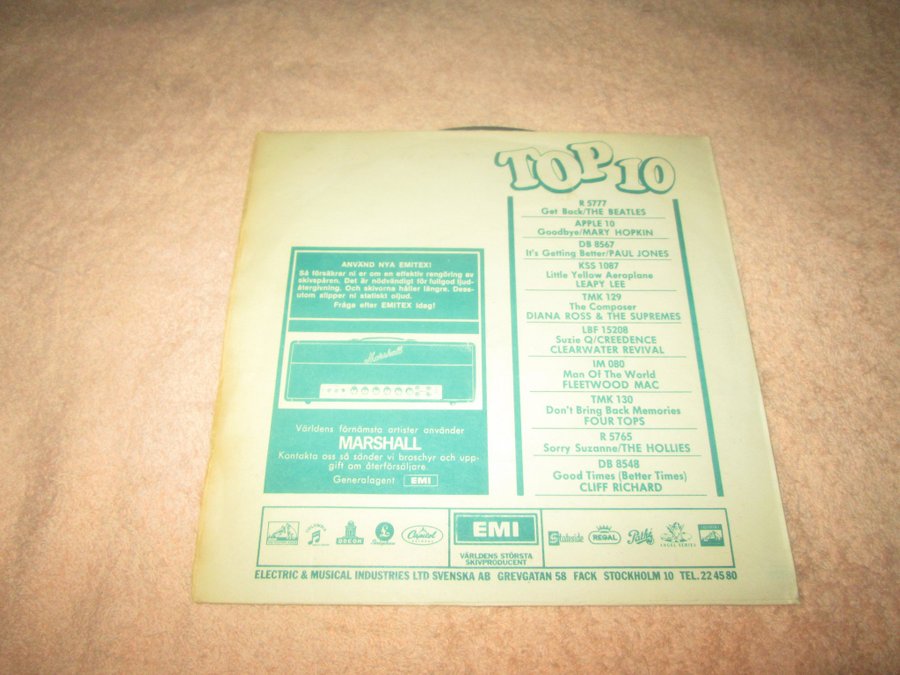 TOP 10
R 5777
Get Back/THE BEATLES
APPLE 10
Goodbye/MARY HOPKIN
DB 8567
It's Getting Better/PAUL JONES
KSS 1087
Little Yellow Aeroplane
LEAPY LEE
TMK 129
The Composer
DIANA ROSS & THE SUPREMES
LBF 15208
Suzie Q/CREEDENCE
CLEARWATER REVIVAL
IM 080
Man Of The World
FLEETWOOD MAC
TMK 130
Don't Bring Back Memories
FOUR TOPS
R 5765
Sorry Suzanne/THE HOLLIES
DB 8548
Good Times (Better Times)
CLIFF RICHARD
ANVÄND NYA EMITEX!
Så försäkrar ni er om en effektiv rengöring av
skivspåren. Det är nödvändigt för fullgod ljud-
återgivning. Och skivorna håller längre. Dess-
utom slipper ni statiskt oljud.
Fråga efter EMITEX idag!
Marshall
Världens förnämsta artister använder
MARSHALL
Kontakta oss så sänder vi broschyr och upp-
gift om återförsäljare.
Generalagent EMI
COLUMBIA
ODEON
Capitol
EMI
VÄRLDENS STÖRSTA
SKIVPRODUCENT
Stateside
REGAL
Pathé
ANGEL SERIES
ELECTRIC & MUSICAL INDUSTRIES LTD SVENSKA AB GREVGATAN 58 FACK STOCKHOLM 10 TEL. 22 45 80